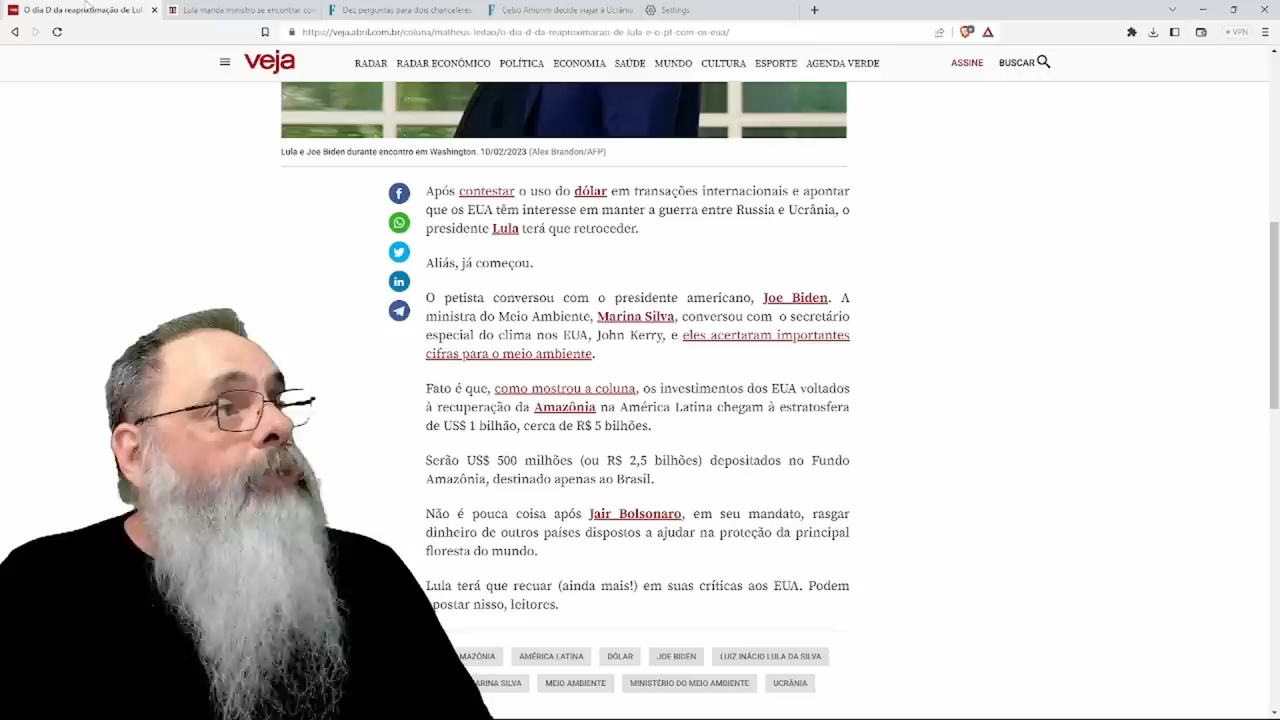 O dia D da reaproximação de Lul
Lula manda ministro se encontrar con
Dez perguntas para dois chanceleres
Celso Amorim decide viajar à Ucrânia
Settings
https://veja.abril.com.br/coluna/matheus-leitao/o-dia-d-da-reaproximacao-de-lula-e-o-pt-com-os-eua/
VPN
veja
RADAR RADAR ECONÔMICO POLÍTICA ECONOMIA SAÚDE MUNDO CULTURA ESPORTE AGENDA VERDE
ASSINE BUSCAR
Lula e Joe Biden durante encontro em Washington. 10/02/2023 (Alex Brandon/AFP)
Após contestar o uso do dólar em transações internacionais e apontar
que os EUA têm interesse em manter a guerra entre Russia e Ucrânia, o
presidente Lula terá que retroceder.
Aliás, já começou.
O petista conversou com o presidente americano, Joe Biden. A
ministra do Meio Ambiente, Marina Silva, conversou com o secretário
especial do clima nos EUA, John Kerry, e eles acertaram importantes
cifras para o meio ambiente.
Fato é que, como mostrou a coluna, os investimentos dos EUA voltados
à recuperação da Amazônia na América Latina chegam à estratosfera
de US$ 1 bilhão, cerca de R$ 5 bilhões.
Serão US$ 500 milhões (ou R$ 2,5 bilhões) depositados no Fundo
Amazônia, destinado apenas ao Brasil.
Não é pouca coisa após Jair Bolsonaro, em seu mandato, rasgar
dinheiro de outros países dispostos a ajudar na proteção da principal
floresta do mundo.
Lula terá que recuar (ainda mais!) em suas críticas aos EUA. Podem
postar nisso, leitores.
MAZÔNIA AMÉRICA LATINA DÓLAR JOE BIDEN LUIZ INÁCIO LULA DA SILVA
ARINA SILVA MEIO AMBIENTE MINISTÉRIO DO MEIO AMBIENTE UCRÂNIA